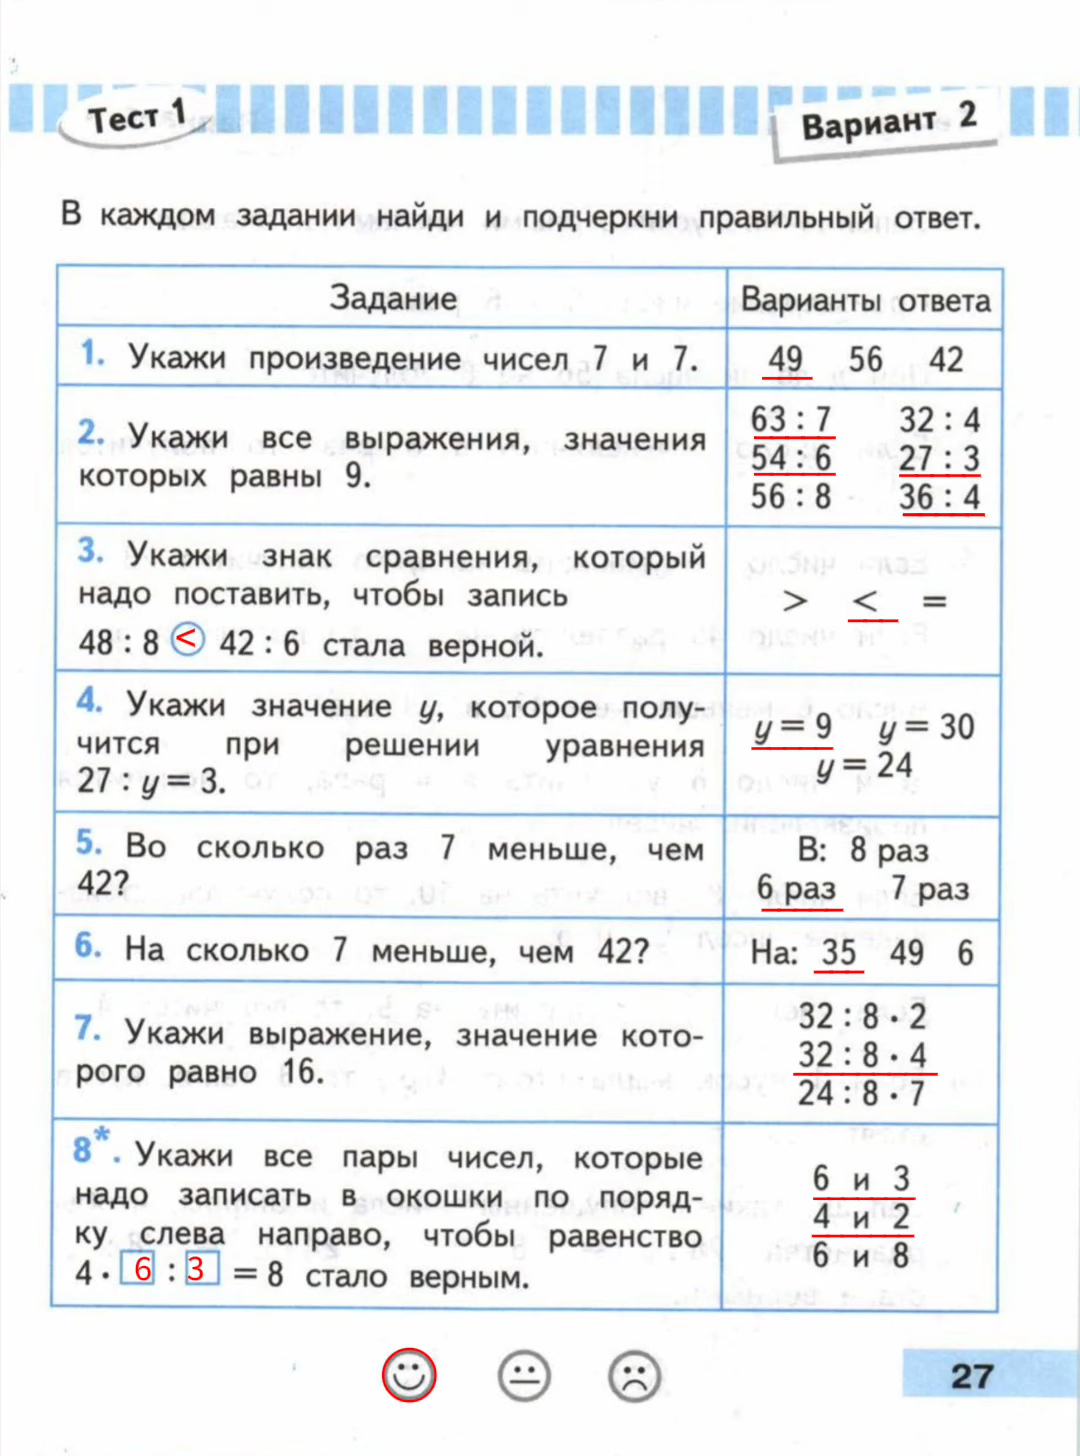 Тест 1
Вариант 2
В каждом задании найди и подчеркни правильный ответ.
Задание
Варианты ответа
1. Укажи произведение чисел 7 и 7.
49 56 42
2. Укажи все выражения, значения
которых равны 9.
63 : 7 32 : 4
54 : 6 27 : 3
56 : 8 36 : 4
3. Укажи знак сравнения, который
надо поставить, чтобы запись
48 : 8 < 42 : 6 стала верной.
> < =
4. Укажи значение у, которое полу-
чится при решении уравнения
27 : у = 3.
у = 9 у = 30
у = 24
5. Во сколько раз 7 меньше, чем
42?
В: 8 раз
6 раз 7 раз
6. На сколько 7 меньше, чем 42?
На: 35 49 6
7. Укажи выражение, значение кото-
рого равно 16.
32 : 8 · 2
32 : 8 · 4
24 : 8 · 7
8*. Укажи все пары чисел, которые
надо записать в окошки по поряд-
ку слева направо, чтобы равенство
4 · 6 : 3 = 8 стало верным.
6 и 3
4 и 2
6 и 8
27